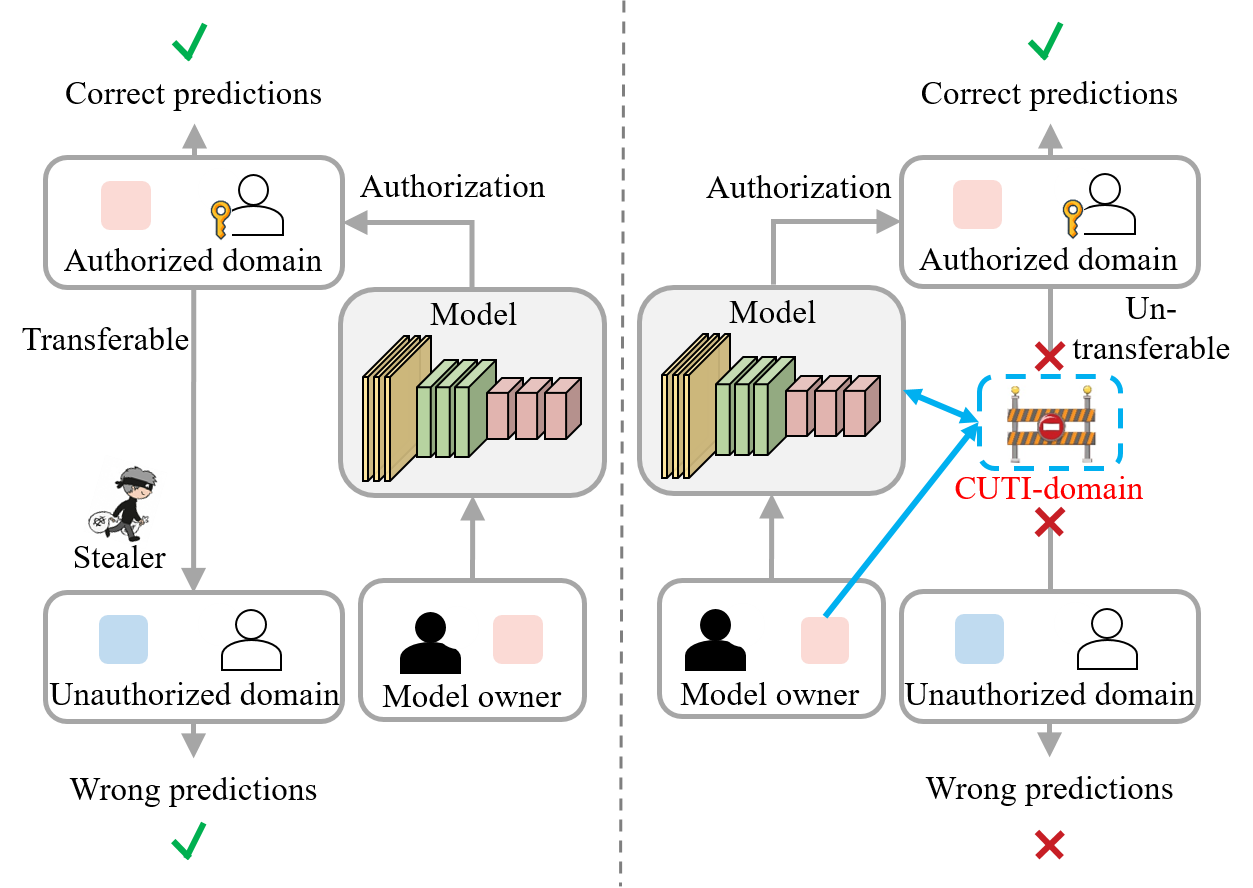 Correct predictions
Authorization
Authorized domain
Transferable
Model
Stealer
Unauthorized domain
Model owner
Wrong predictions
Correct predictions
Authorization
Authorized domain
Un-
transferable
Model
CUTI-domain
Model owner
Unauthorized domain
Wrong predictions